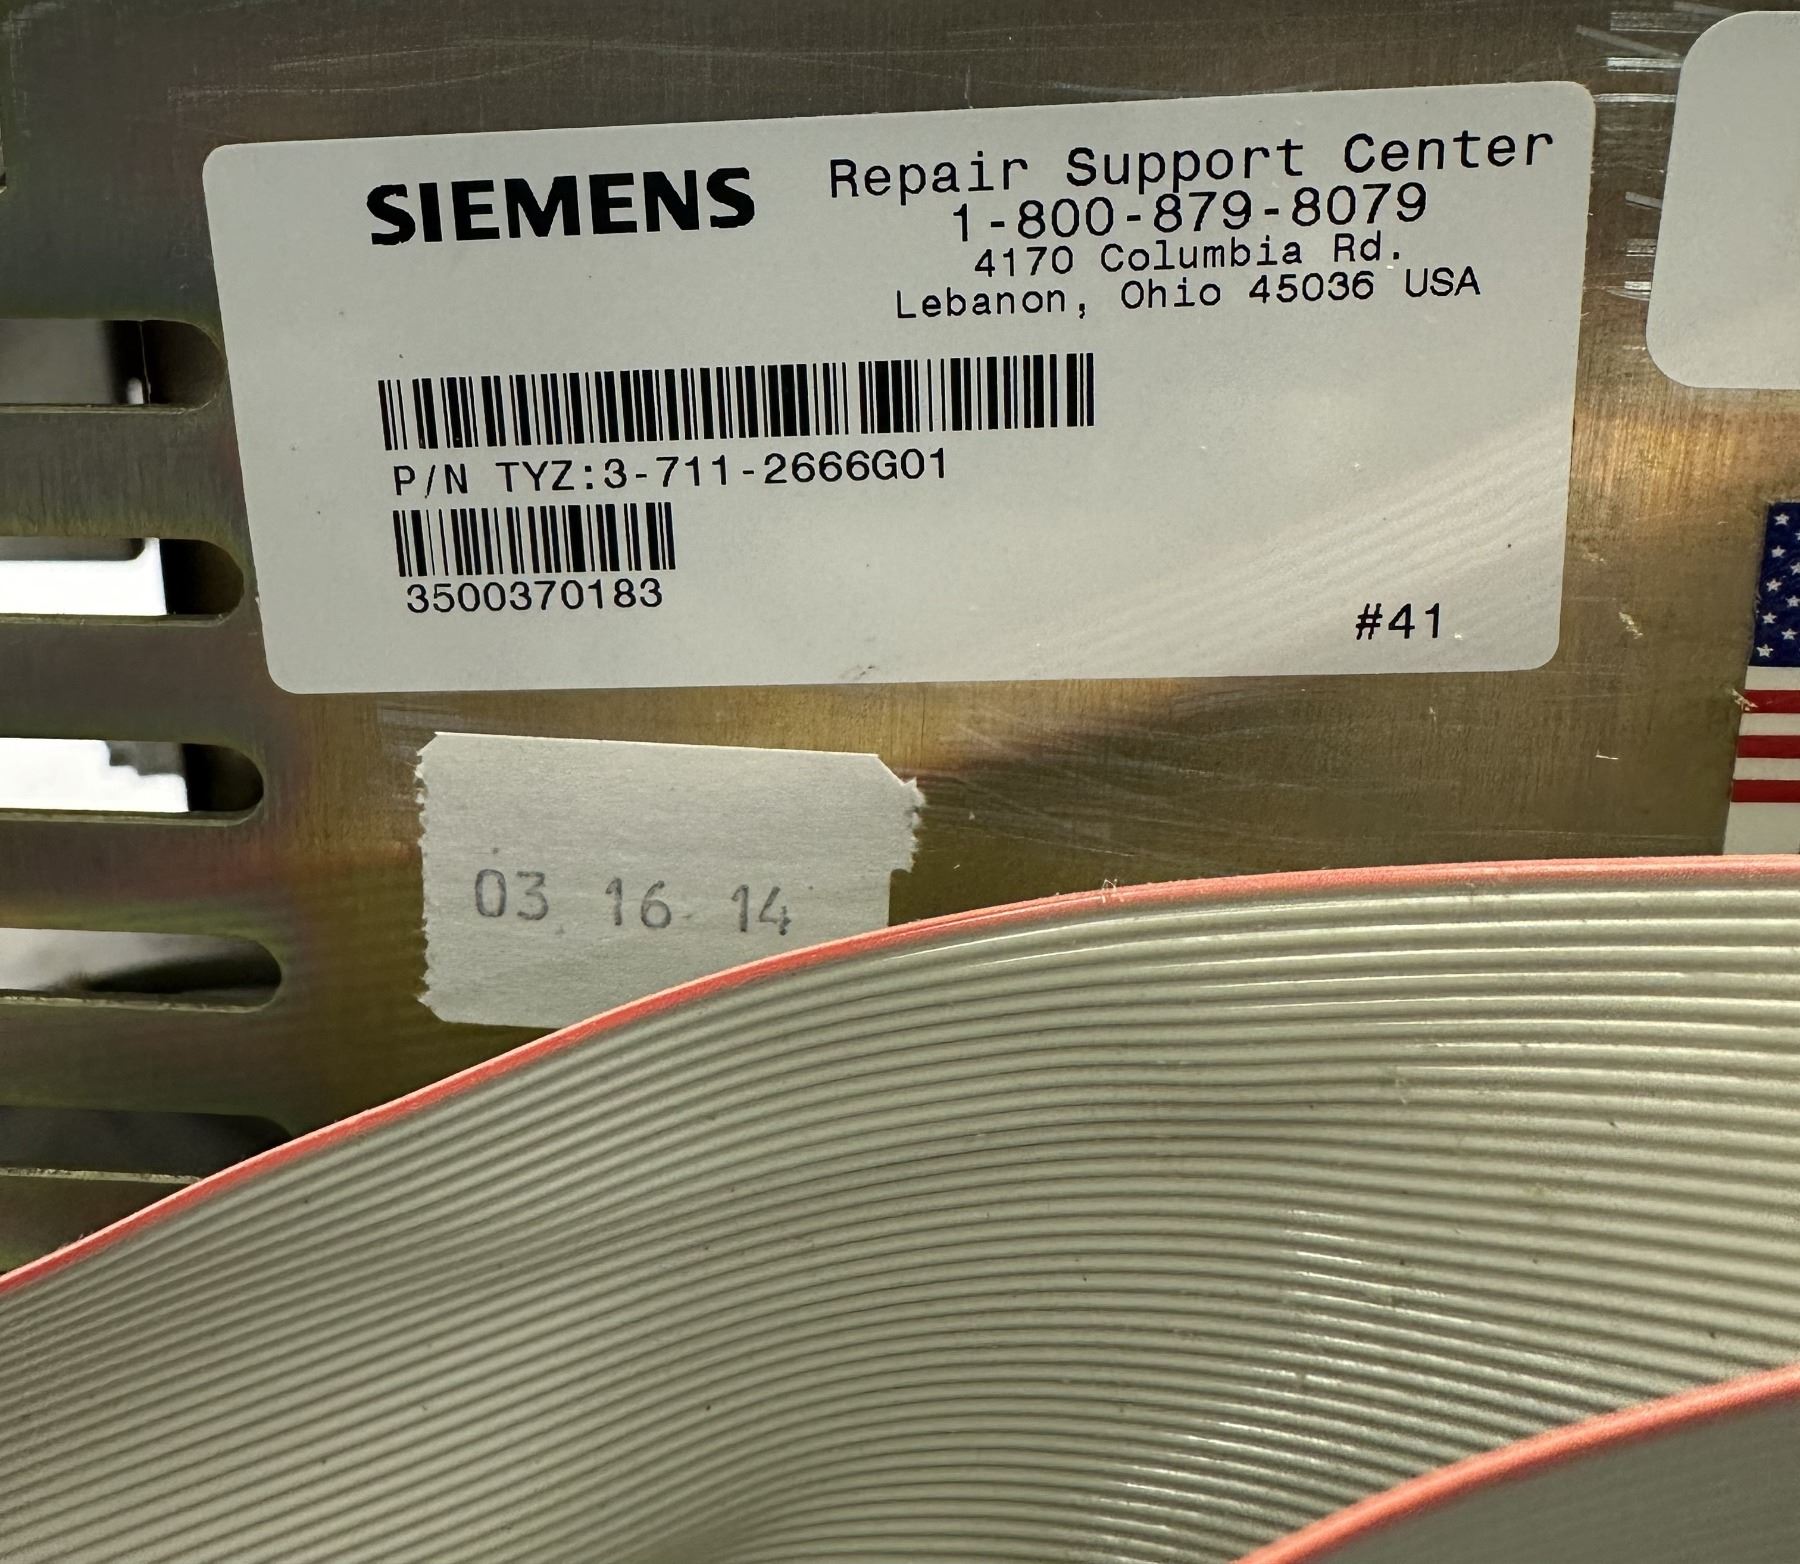 SIEMENS
Repair Support Center
1-800-879-8079
4170 Columbia Rd.
Lebanon, Ohio 45036 USA
P/N TYZ:3-711-2666G01
3500370183
#41
03 16 14